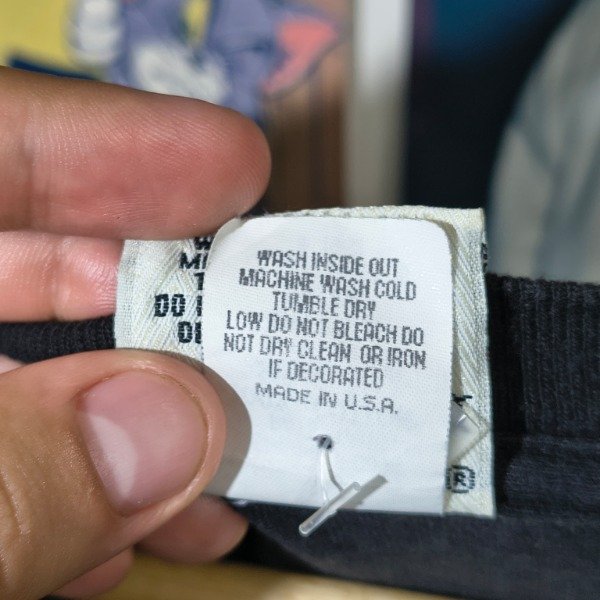 WASH INSIDE OUT
MACHINE WASH COLD
TUMBLE DRY
LOW DO NOT BLEACH DO
NOT DRY CLEAN OR IRON
IF DECORATED
MADE IN U.S.A.
DO
®